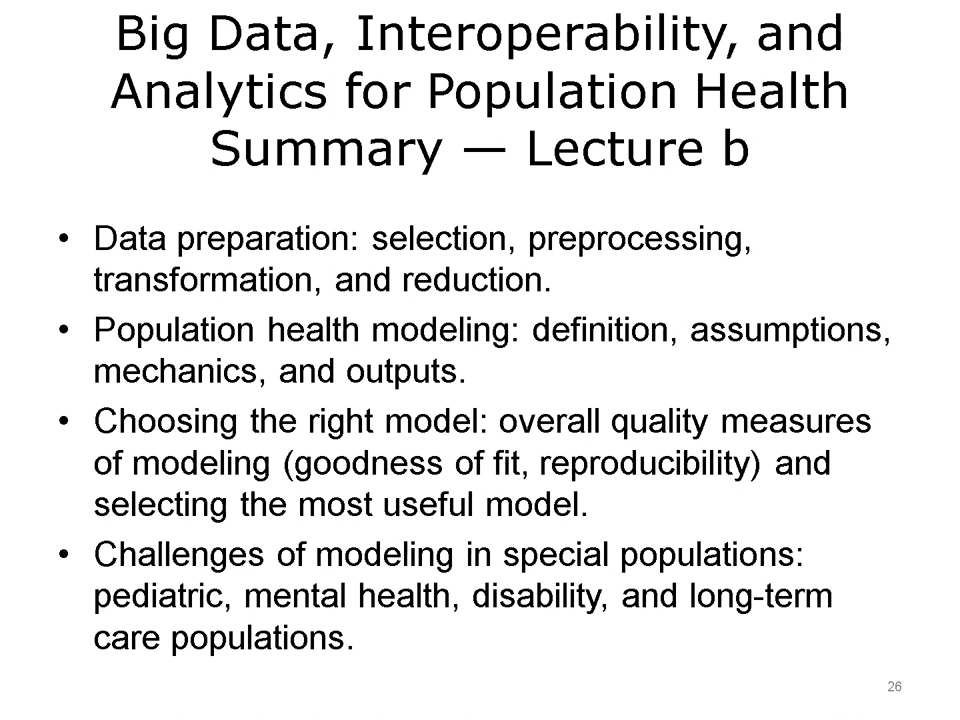 Big Data, Interoperability, and
Analytics for Population Health
Summary — Lecture b
• Data preparation: selection, preprocessing,
transformation, and reduction.
• Population health modeling: definition, assumptions,
mechanics, and outputs.
• Choosing the right model: overall quality measures
of modeling (goodness of fit, reproducibility) and
selecting the most useful model.
• Challenges of modeling in special populations:
pediatric, mental health, disability, and long-term
care populations.
26